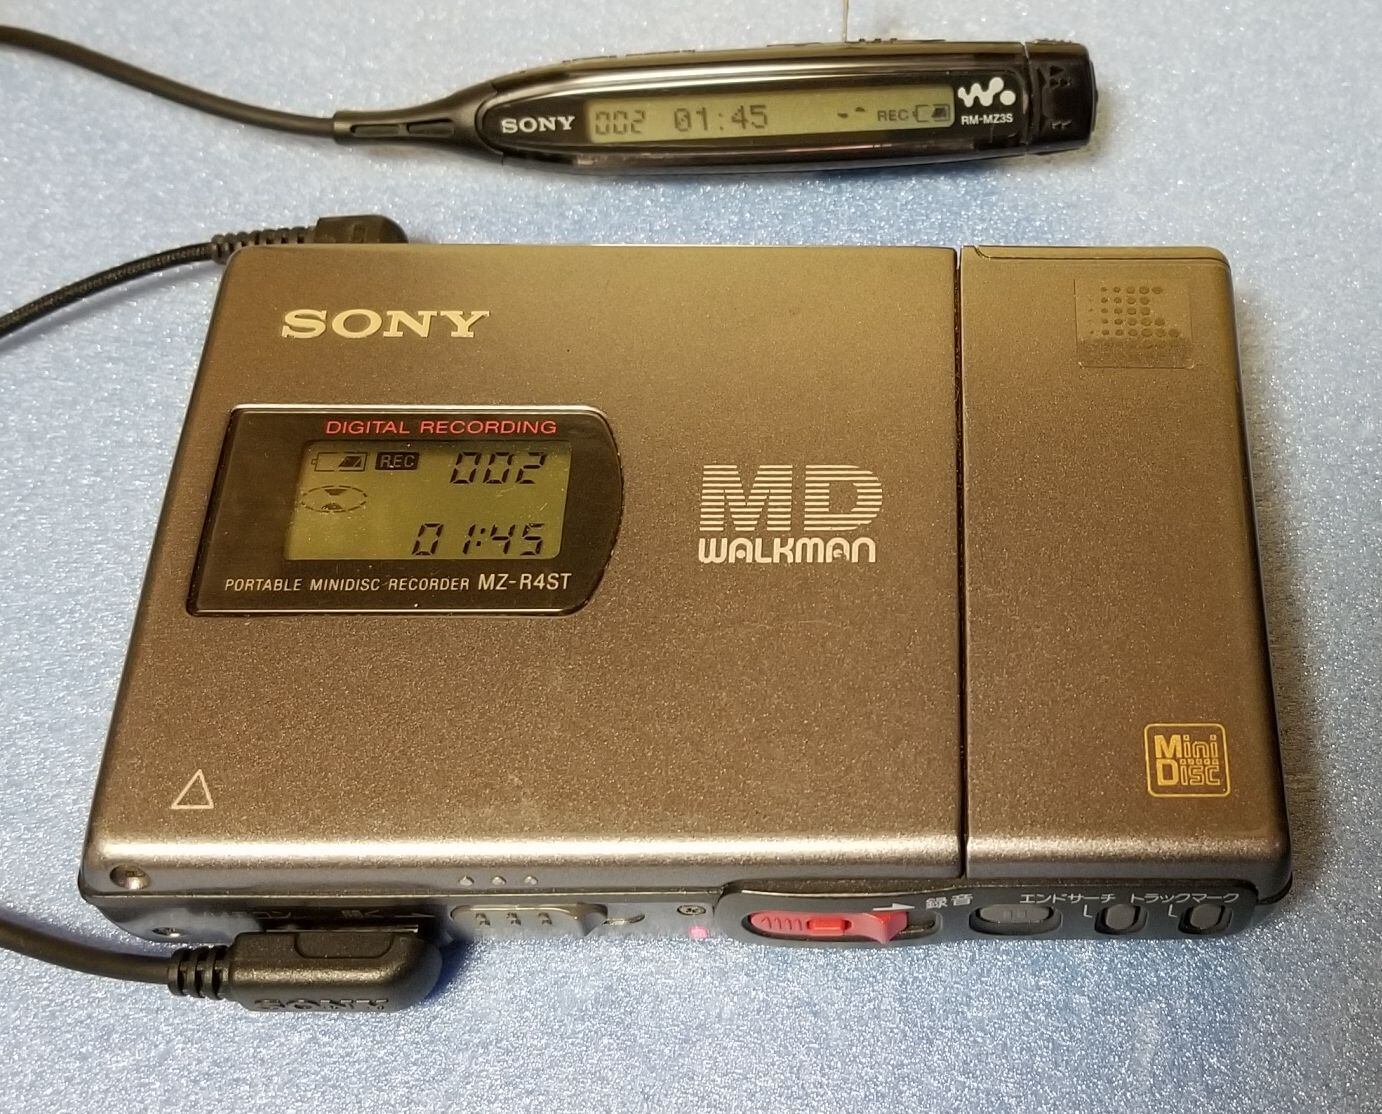 SONY 002 01:45 REC
RM-MZ3S
SONY
DIGITAL RECORDING
REC 002
01:45
PORTABLE MINIDISC RECORDER MZ-R4ST
MD
WALKMAN
Mini
Disc
録音 エンドサーチ トラックマーク
SONY